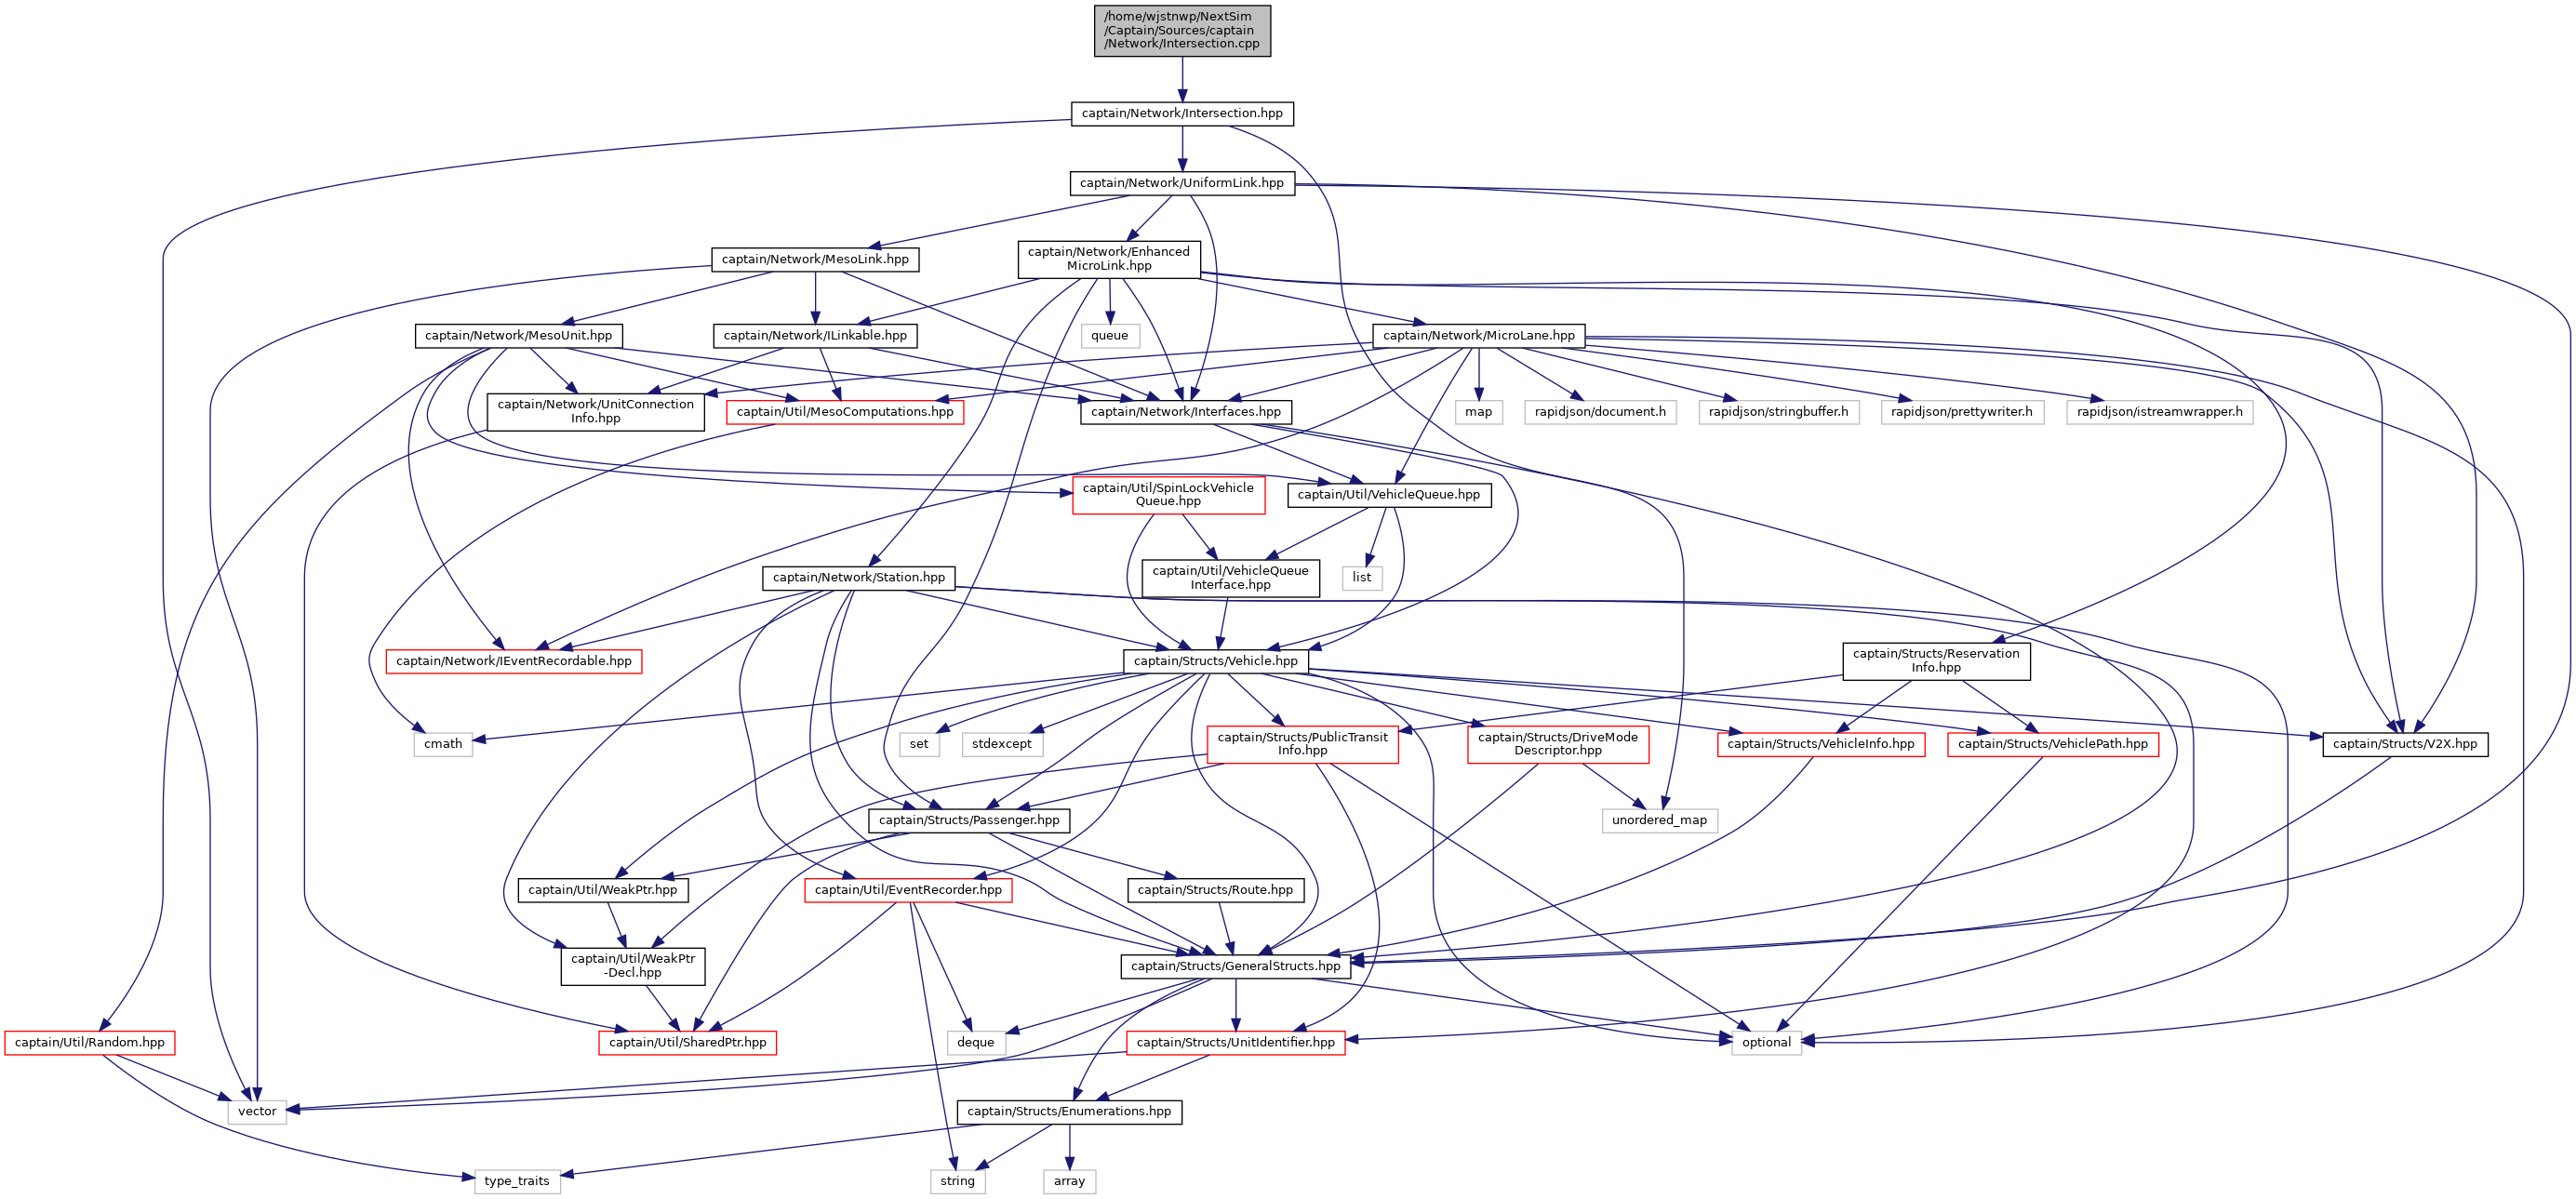 /home/wjstnwp/NextSim
/Captain/Sources/captain
/Network/Intersection.cpp
captain/Network/Intersection.hpp
captain/Network/UniformLink.hpp
captain/Network/MesoLink.hpp
captain/Network/Enhanced
MicroLink.hpp
captain/Network/MesoUnit.hpp
captain/Network/ILinkable.hpp
queue
captain/Network/MicroLane.hpp
captain/Network/UnitConnection
Info.hpp
captain/Util/MesoComputations.hpp
captain/Network/Interfaces.hpp
map
rapidjson/document.h
rapidjson/stringbuffer.h
rapidjson/prettywriter.h
rapidjson/istreamwrapper.h
captain/Util/SpinLockVehicle
Queue.hpp
captain/Util/VehicleQueue.hpp
captain/Network/Station.hpp
captain/Util/VehicleQueue
Interface.hpp
list
captain/Network/IEventRecordable.hpp
captain/Structs/Vehicle.hpp
captain/Structs/Reservation
Info.hpp
cmath
set
stdexcept
captain/Structs/PublicTransit
Info.hpp
captain/Structs/DriveMode
Descriptor.hpp
captain/Structs/VehicleInfo.hpp
captain/Structs/VehiclePath.hpp
captain/Structs/V2X.hpp
captain/Structs/Passenger.hpp
unordered_map
captain/Util/WeakPtr.hpp
captain/Util/EventRecorder.hpp
captain/Structs/Route.hpp
captain/Util/WeakPtr
-Decl.hpp
captain/Structs/GeneralStructs.hpp
captain/Util/Random.hpp
captain/Util/SharedPtr.hpp
deque
captain/Structs/UnitIdentifier.hpp
optional
vector
captain/Structs/Enumerations.hpp
type_traits
string
array